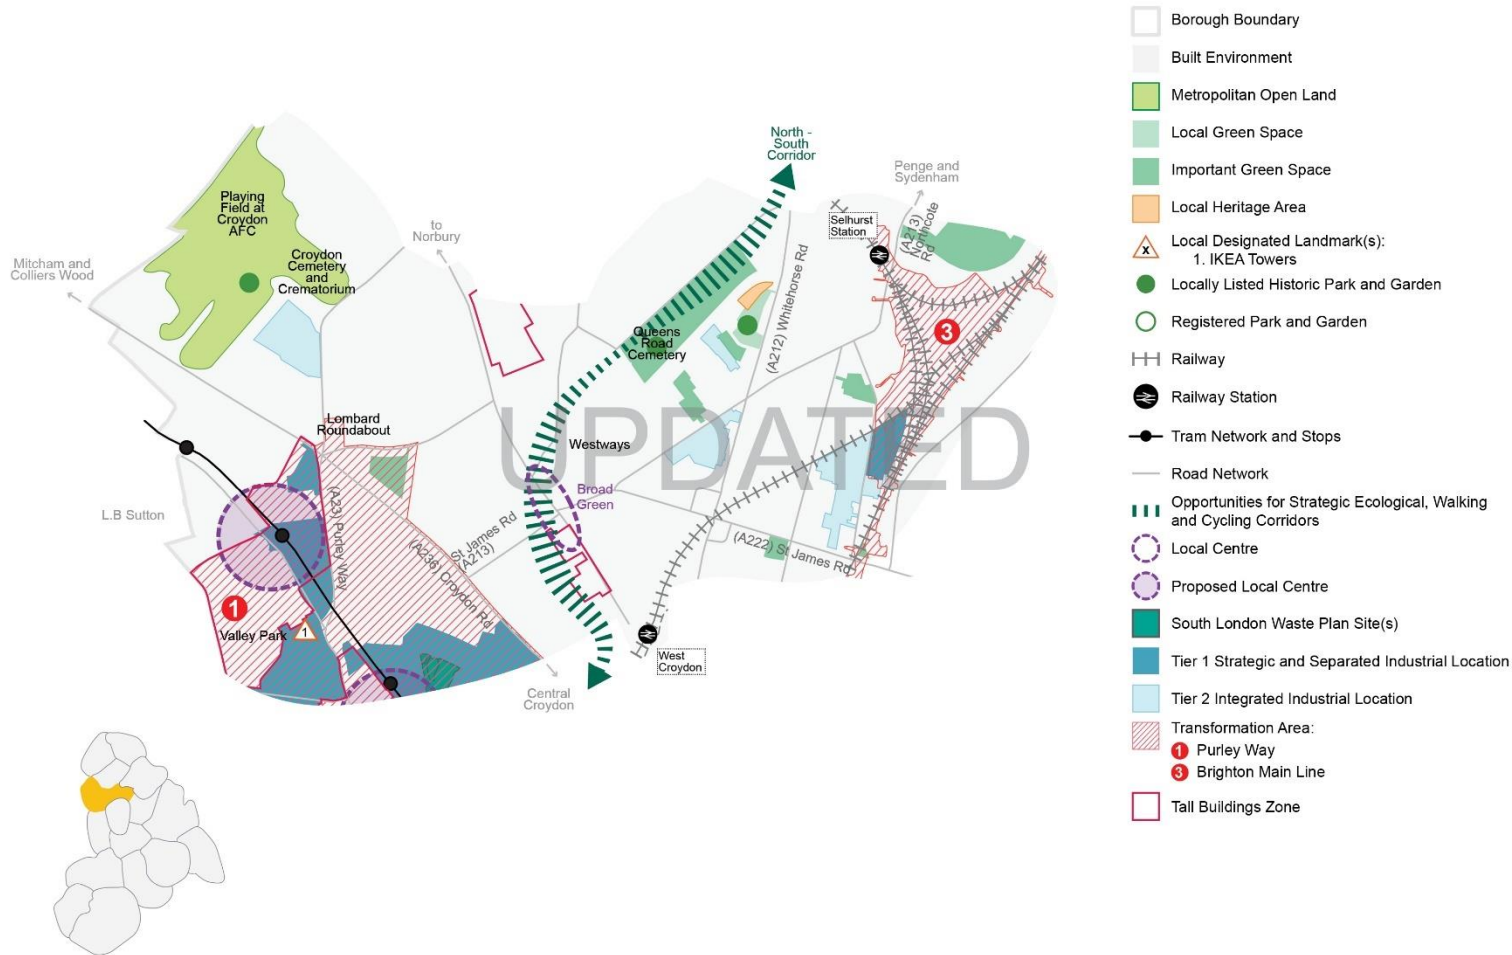 North -
South
Corridor
Penge and
Sydenham
Playing
Field at
Croydon
AFC
to
Norbury
Selhurst
Station
(A213)
Northcote
Rd
Mitcham and
Colliers Wood
Croydon
Cemetery
and
Crematorium
(A212) Whitehorse Rd
3
Queens
Road
Cemetery
Lombard
Roundabout
Westways
UPDATED
L.B Sutton
(A23) Purley Way
Broad
Green
St James Rd
(A213)
(A236) Croydon Rd
(A222) St James Rd
1
Valley Park
1
West
Croydon
Central
Croydon
Borough Boundary
Built Environment
Metropolitan Open Land
Local Green Space
Important Green Space
Local Heritage Area
x
Local Designated Landmark(s):
1. IKEA Towers
Locally Listed Historic Park and Garden
Registered Park and Garden
Railway
Railway Station
Tram Network and Stops
Road Network
Opportunities for Strategic Ecological, Walking
and Cycling Corridors
Local Centre
Proposed Local Centre
South London Waste Plan Site(s)
Tier 1 Strategic and Separated Industrial Location
Tier 2 Integrated Industrial Location
Transformation Area:
1 Purley Way
3 Brighton Main Line
Tall Buildings Zone